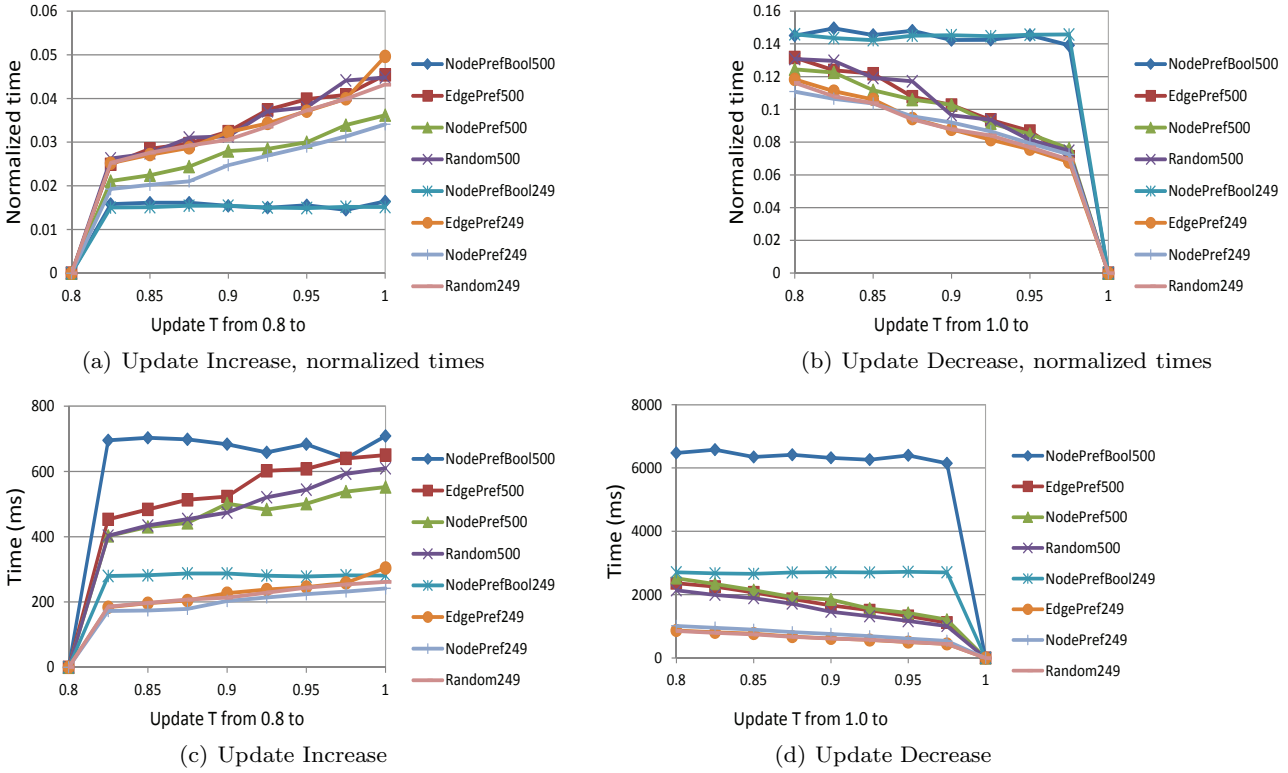 0.06
0.05
0.04
0.03
0.02
0.01
0
0.8
0.85
0.9
0.95
1
Normalized time
Update T from 0.8 to
NodePrefBool500
EdgePref500
NodePref500
Random500
NodePrefBool249
EdgePref249
NodePref249
Random249
(a) Update Increase, normalized times
0.16
0.14
0.12
0.1
0.08
0.06
0.04
0.02
0
0.8
0.85
0.9
0.95
1
Normalized time
Update T from 1.0 to
NodePrefBool500
EdgePref500
NodePref500
Random500
NodePrefBool249
EdgePref249
NodePref249
Random249
(b) Update Decrease, normalized times
800
600
400
200
0
0.8
0.85
0.9
0.95
1
Time (ms)
Update T from 0.8 to
NodePrefBool500
EdgePref500
NodePref500
Random500
NodePrefBool249
EdgePref249
NodePref249
Random249
(c) Update Increase
8000
6000
4000
2000
0
0.8
0.85
0.9
0.95
1
Time (ms)
Update T from 1.0 to
NodePrefBool500
EdgePref500
NodePref500
Random500
NodePrefBool249
EdgePref249
NodePref249
Random249
(d) Update Decrease